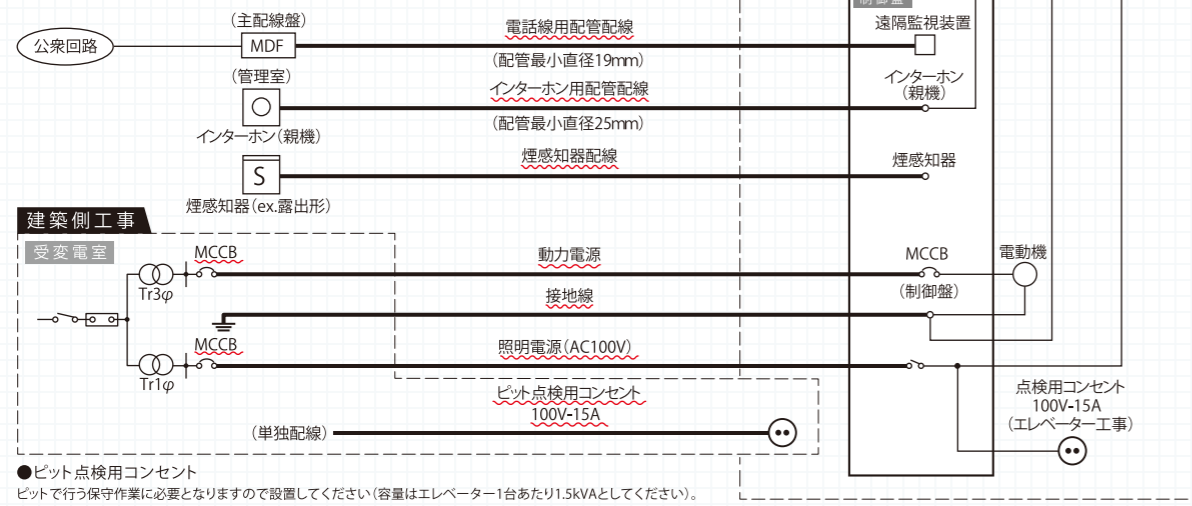 制御盤
(主配線盤)
電話線用配管配線
遠隔監視装置
公衆回路
MDF
(配管最小直径19mm)
(管理室)
インターホン用配管配線
インターホン
(親機)
(配管最小直径25mm)
インターホン(親機)
煙感知器配線
煙感知器
S
煙感知器(ex.露出形)
建築側工事
受変電室
MCCB
動力電源
MCCB
電動機
Tr3φ
接地線
(制御盤)
MCCB
照明電源(AC100V)
Tr1φ
ピット点検用コンセント
100V-15A
点検用コンセント
100V-15A
(エレベーター工事)
(単独配線)
●ピット点検用コンセント
ピットで行う保守作業に必要となりますので設置してください(容量はエレベーター1台あたり1.5kVAとしてください)。